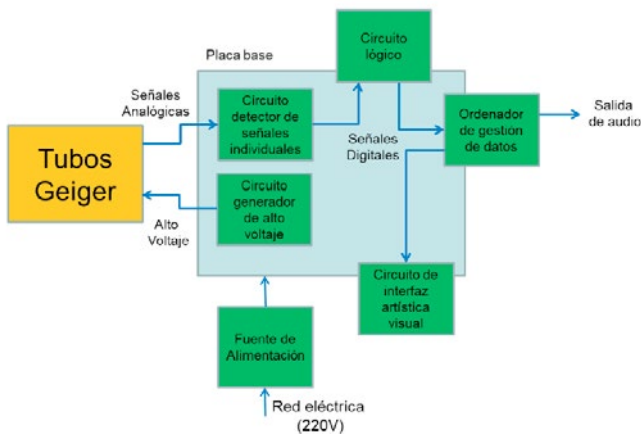 Placa base
Circuito
lógico
Señales
Analógicas
Circuito
detector de
señales
individuales
Ordenador
de gestión
de datos
Salida
de audio
Señales
Digitales
Tubos
Geiger
Circuito
generador
de alto
voltaje
Alto
Voltaje
Circuito de
interfaz
artística
visual
Fuente de
Alimentación
Red eléctrica
(220V)